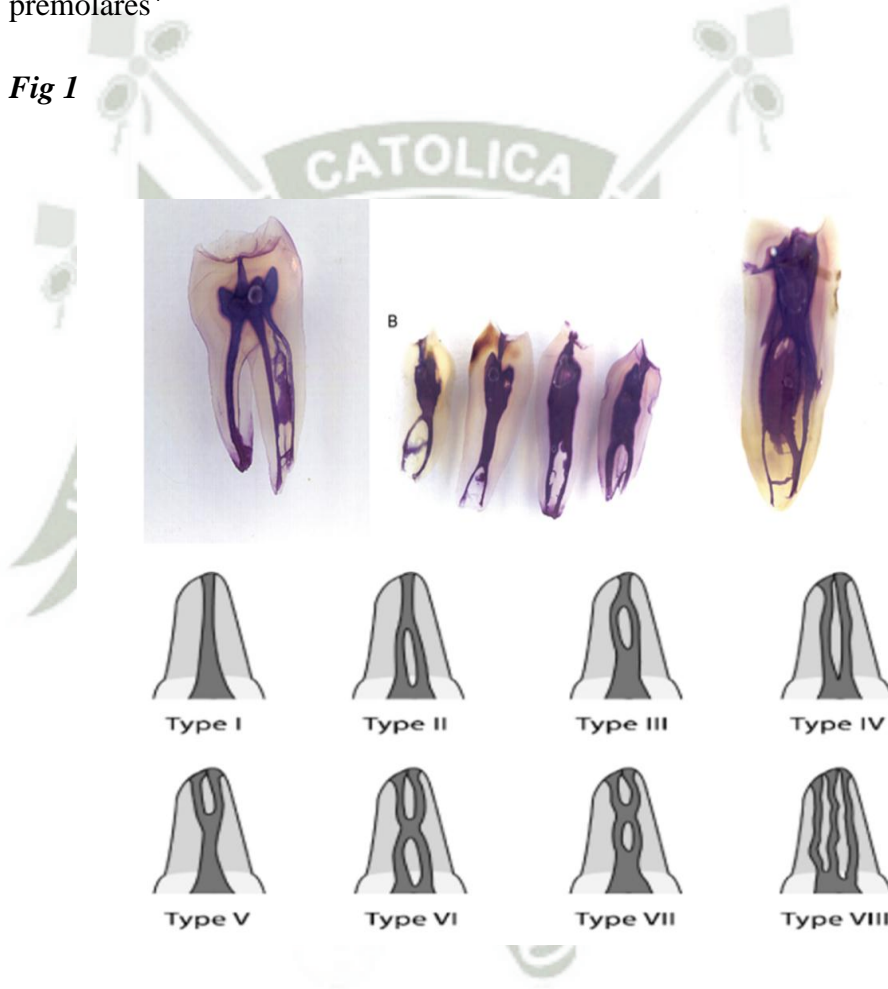 premolares
Fig 1
CATOLICA
B
Type I
Type II
Type III
Type IV
Type V
Type VI
Type VII
Type VIII